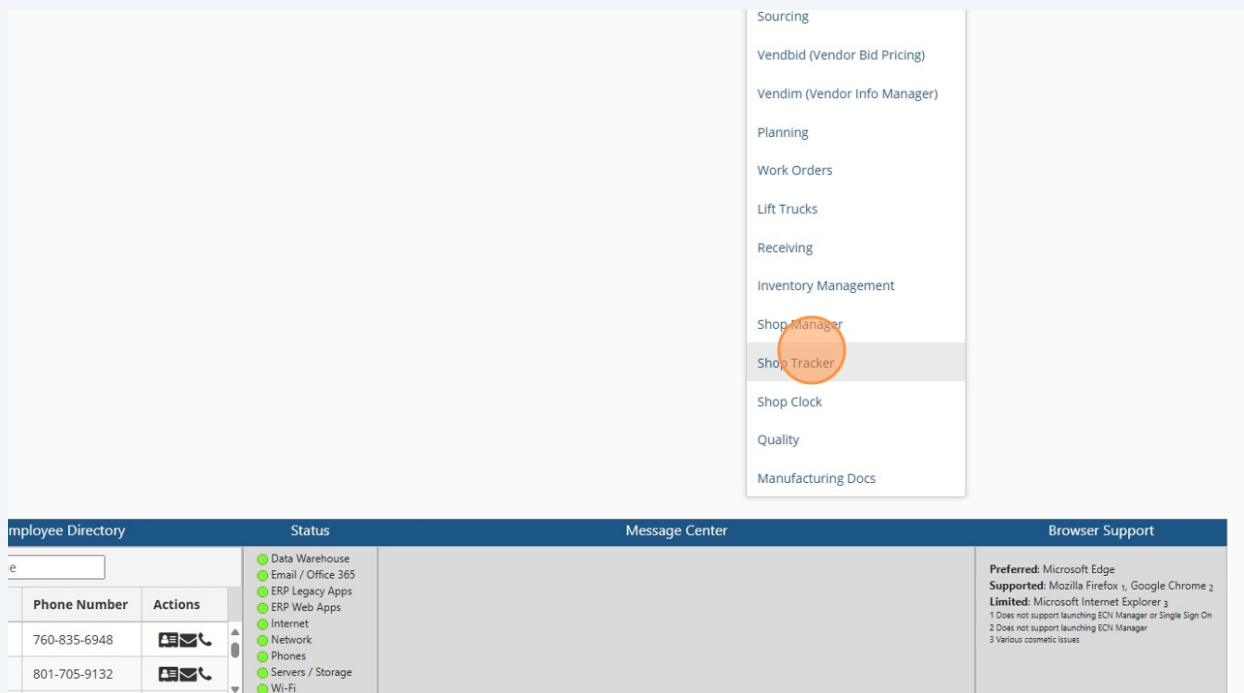 Sourcing
Vendbid (Vendor Bid Pricing)
Vendim (Vendor Info Manager)
Planning
Work Orders
Lift Trucks
Receiving
Inventory Management
Shop Manager
Shop Tracker
Shop Clock
Quality
Manufacturing Docs
mployee Directory
e
Phone Number Actions
760-835-6948
801-705-9132
Status
Data Warehouse
Email / Office 365
ERP Legacy Apps
ERP Web Apps
Internet
Network
Phones
Servers / Storage
Wi-Fi
Message Center
Browser Support
Preferred: Microsoft Edge
Supported: Mozilla Firefox 1, Google Chrome 2
Limited: Microsoft Internet Explorer 3
1 Does not support launching ECN Manager or Single Sign On
2 Does not support launching ECN Manager
3 Various cosmetic issues